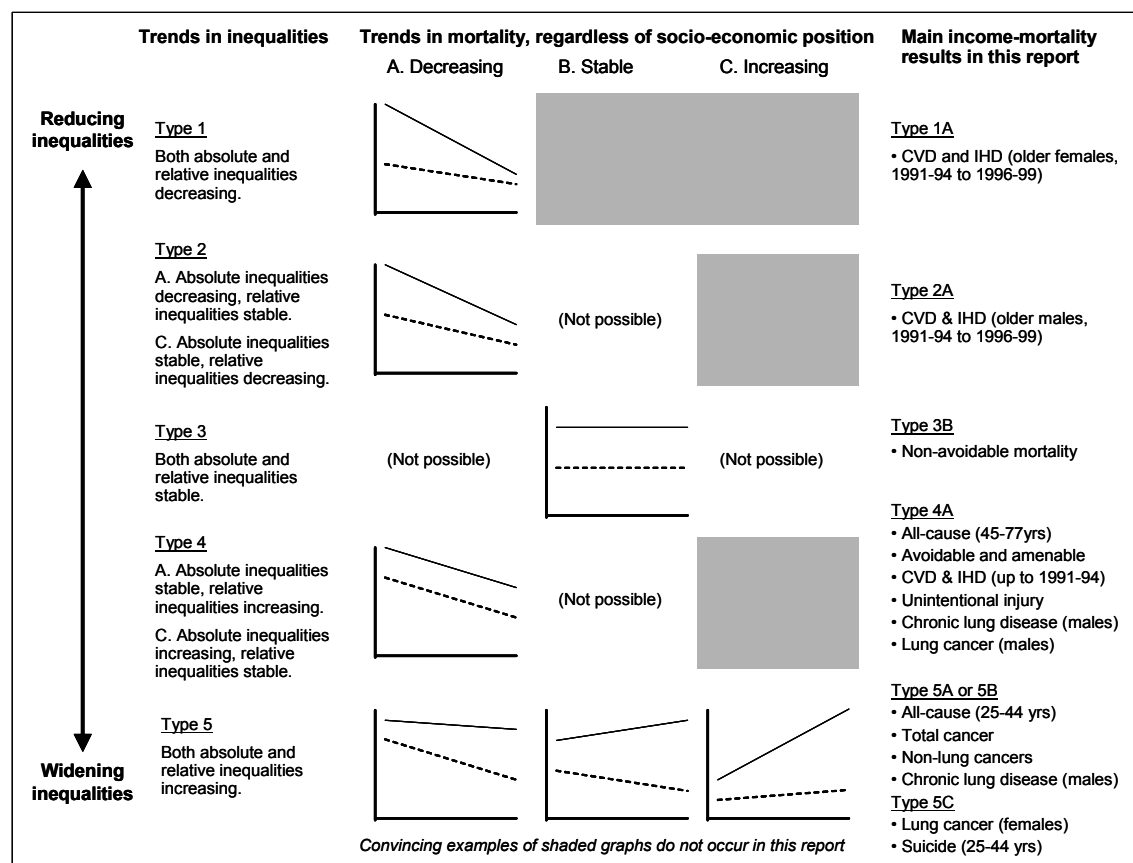 Trends in inequalities
Trends in mortality, regardless of socio-economic position
Main income-mortality
results in this report
A. Decreasing
B. Stable
C. Increasing
Reducing
inequalities
Type 1
Both absolute and
relative inequalities
decreasing.
Type 1A
• CVD and IHD (older females,
1991-94 to 1996-99)
Type 2
A. Absolute inequalities
decreasing, relative
inequalities stable.
C. Absolute inequalities
stable, relative
inequalities decreasing.
(Not possible)
Type 2A
• CVD & IHD (older males,
1991-94 to 1996-99)
Type 3
Both absolute and
relative inequalities
stable.
(Not possible)
(Not possible)
Type 3B
• Non-avoidable mortality
Type 4
A. Absolute inequalities
stable, relative
inequalities increasing.
C. Absolute inequalities
increasing, relative
inequalities stable.
(Not possible)
Type 4A
• All-cause (45-77yrs)
• Avoidable and amenable
• CVD & IHD (up to 1991-94)
• Unintentional injury
• Chronic lung disease (males)
• Lung cancer (males)
Widening
inequalities
Type 5
Both absolute and
relative inequalities
increasing.
Type 5A or 5B
• All-cause (25-44 yrs)
• Total cancer
• Non-lung cancers
• Chronic lung disease (males)
Type 5C
• Lung cancer (females)
• Suicide (25-44 yrs)
Convincing examples of shaded graphs do not occur in this report